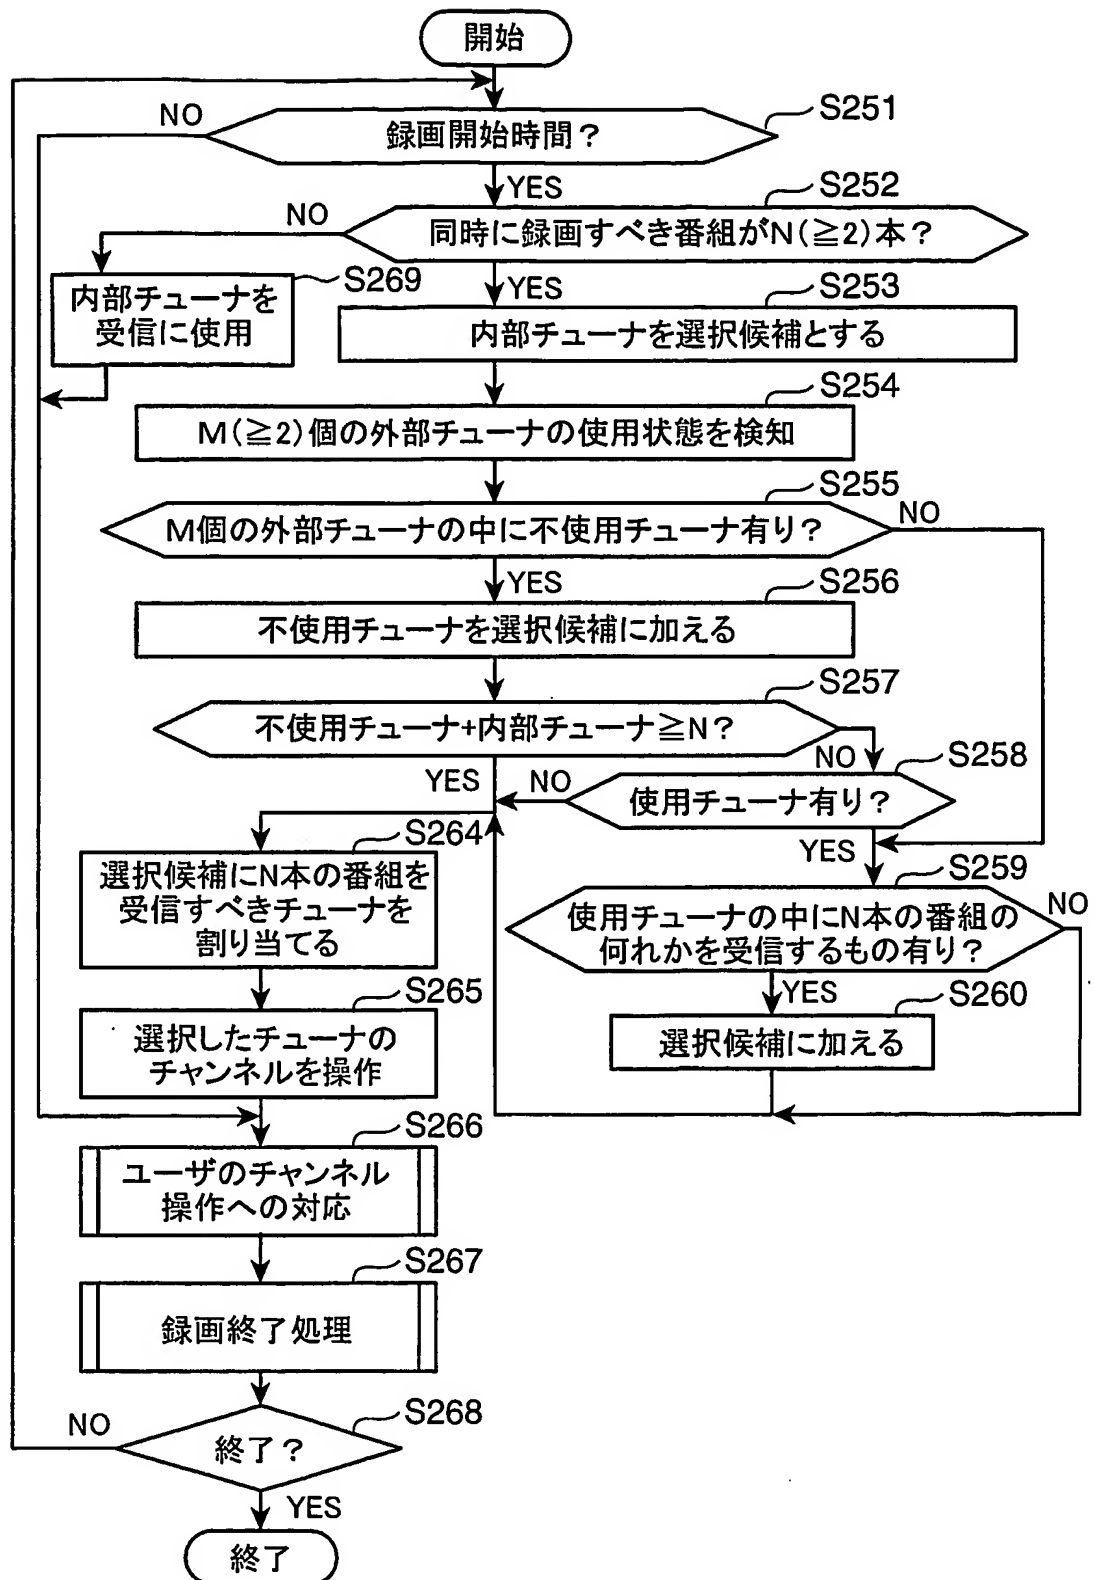 開始
NO
S251
録画開始時間？
YES
S252
NO
同時に録画すべき番組がN(≧2)本？
S269
YES
S253
内部チューナを
受信に使用
内部チューナを選択候補とする
S254
M(≧2)個の外部チューナの使用状態を検知
S255
M個の外部チューナの中に不使用チューナ有り？
NO
YES
S256
不使用チューナを選択候補に加える
S257
不使用チューナ+内部チューナ≧N？
NO
S258
YES
NO
使用チューナ有り？
S264
YES
S259
選択候補にN本の番組を
受信すべきチューナを
割り当てる
使用チューナの中にN本の番組の
何れかを受信するもの有り？
NO
S265
YES
S260
選択したチューナの
チャンネルを操作
選択候補に加える
S266
ユーザのチャンネル
操作への対応
S267
録画終了処理
S268
NO
終了？
YES
終了